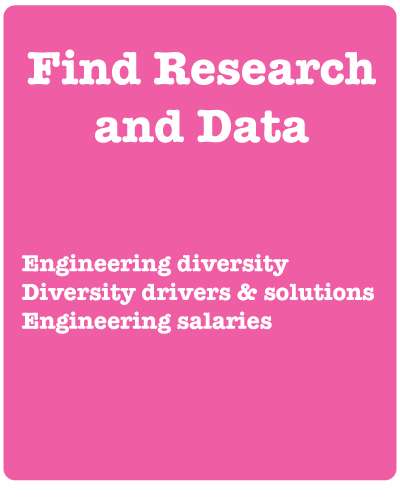 Find Research
and Data
Engineering diversity
Diversity drivers & solutions
Engineering salaries